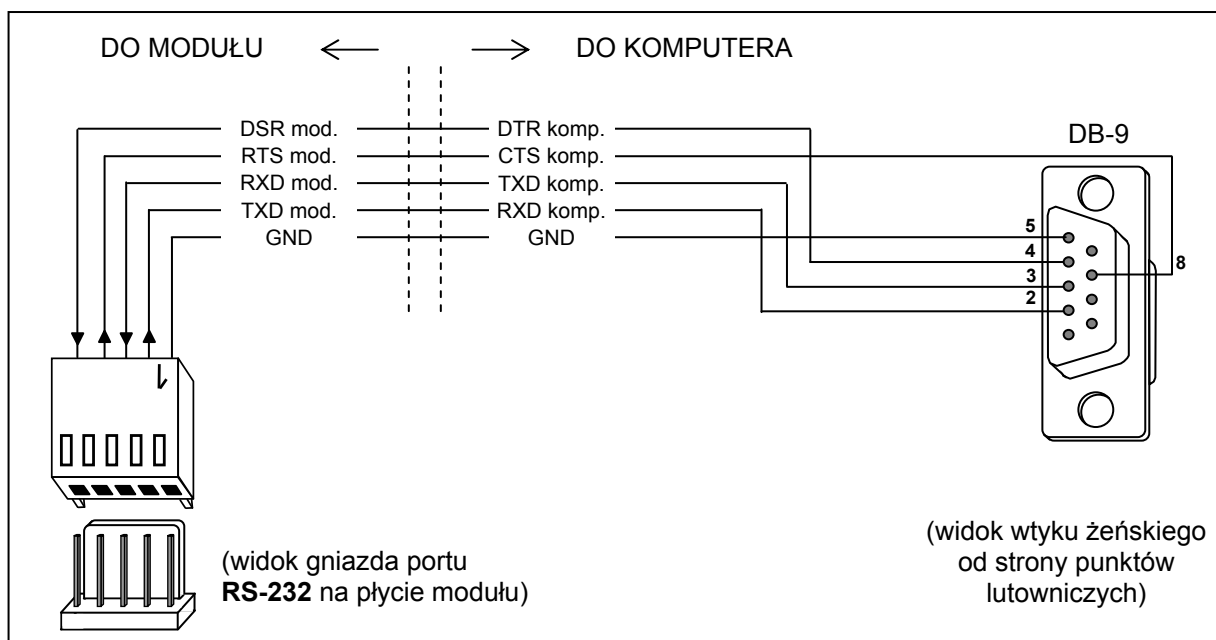 DO MODUŁU
DO KOMPUTERA
DSR mod.
DTR komp.
RTS mod.
CTS komp.
RXD mod.
TXD komp.
TXD mod.
RXD komp.
GND
GND
DB-9
5
4
3
2
8
(widok gniazda portu
RS-232 na płycie modułu)
(widok wtyku żeńskiego
od strony punktów
lutowniczych)